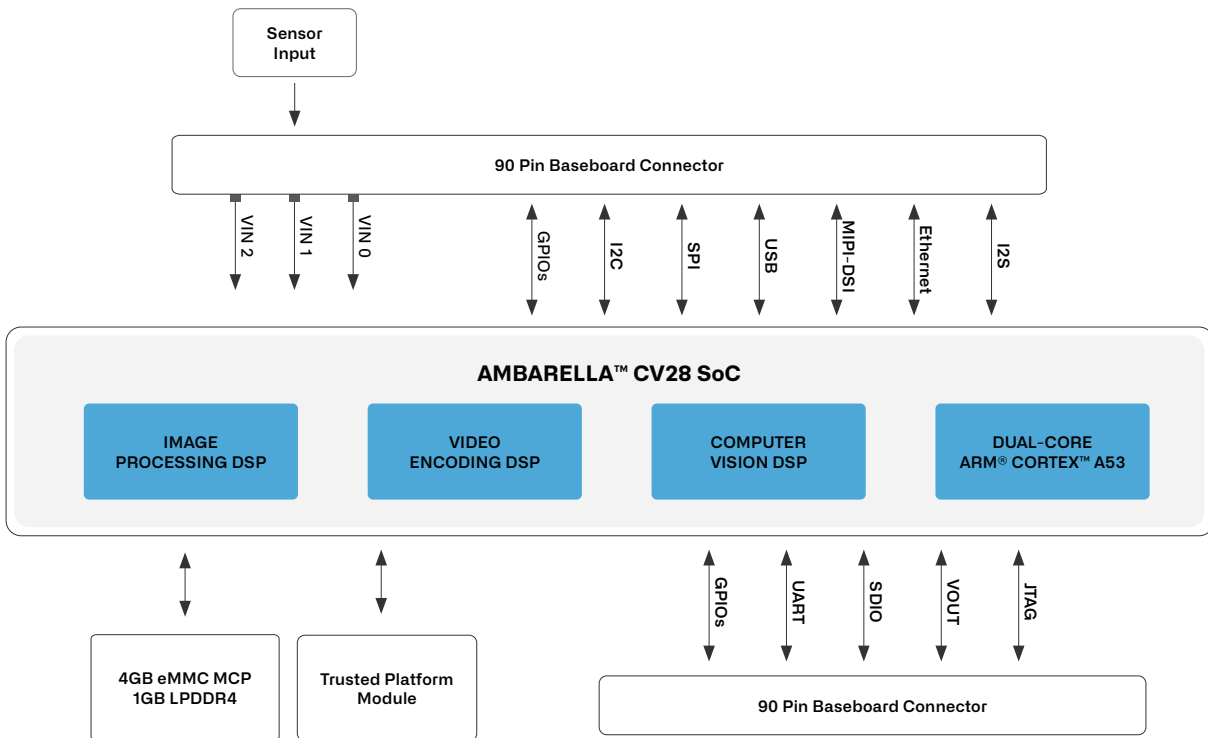 Sensor
Input
90 Pin Baseboard Connector
VIN 2
VIN 1
VIN 0
GPIOs
I2C
SPI
USB
MIPI-DSI
Ethernet
I2S
AMBARELLA™ CV28 SoC
IMAGE
PROCESSING DSP
VIDEO
ENCODING DSP
COMPUTER
VISION DSP
DUAL-CORE
ARM® CORTEX™ A53
GPIOs
UART
SDIO
VOUT
JTAG
4GB eMMC MCP
1GB LPDDR4
Trusted Platform
Module
90 Pin Baseboard Connector